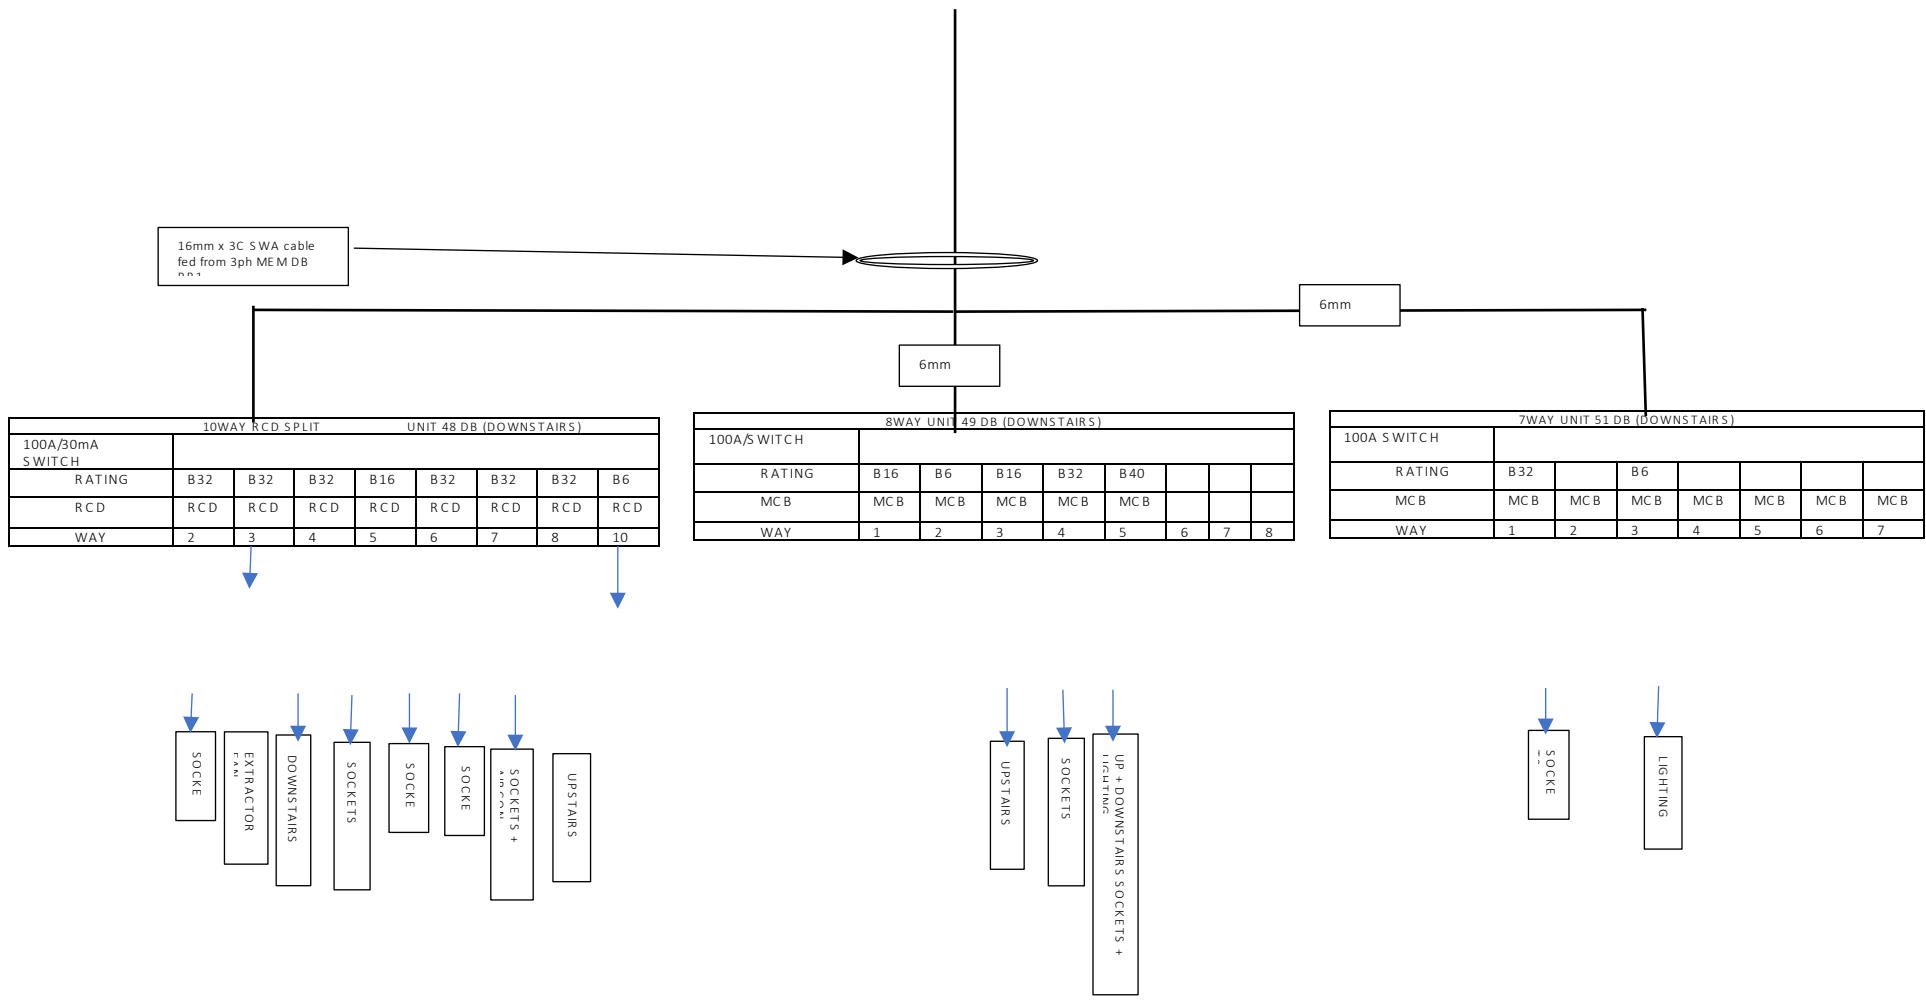 16mm x 3C SWA cable
fed from 3ph MEM DB
6mm
6mm
10WAY RCD SPLIT UNIT 48 DB (DOWNSTAIRS)
100A/30mA
SWITCH
RATING B32 B32 B32 B16 B32 B32 B32 B6
RCD RCD RCD RCD RCD RCD RCD RCD RCD
WAY 2 3 4 5 6 7 8 10
8WAY UNIT 49 DB (DOWNSTAIRS)
100A/SWITCH
RATING B16 B6 B16 B32 B40
MCB MCB MCB MCB MCB MCB
WAY 1 2 3 4 5 6 7 8
7WAY UNIT 51 DB (DOWNSTAIRS)
100A SWITCH
RATING B32 B6
MCB MCB MCB MCB MCB MCB MCB MCB
WAY 1 2 3 4 5 6 7
SOCKE
EXTRACTOR
DOWNSTAIRS
SOCKETS
SOCKE
SOCKE
SOCKETS +
AIRCON
UPSTAIRS
UPSTAIRS
SOCKETS
UP + DOWNSTAIRS SOCKETS +
LIGHTING
SOCKE
LIGHTING